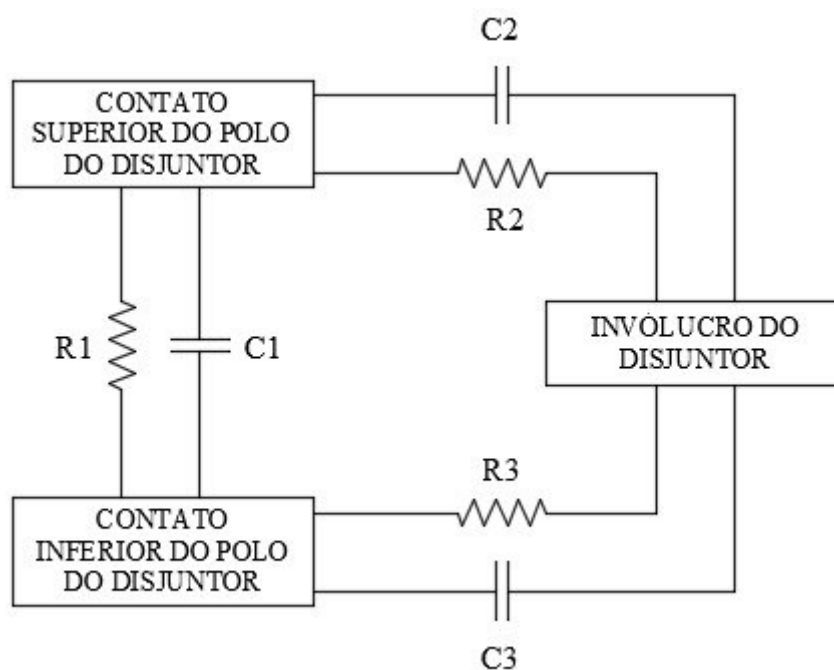 C2
CONTATO
SUPERIOR DO POLO
DO DISJUNTOR
R2
R1
C1
INVÓLUCRO DO
DISJUNTOR
R3
CONTATO
INFERIOR DO POLO
DO DISJUNTOR
C3